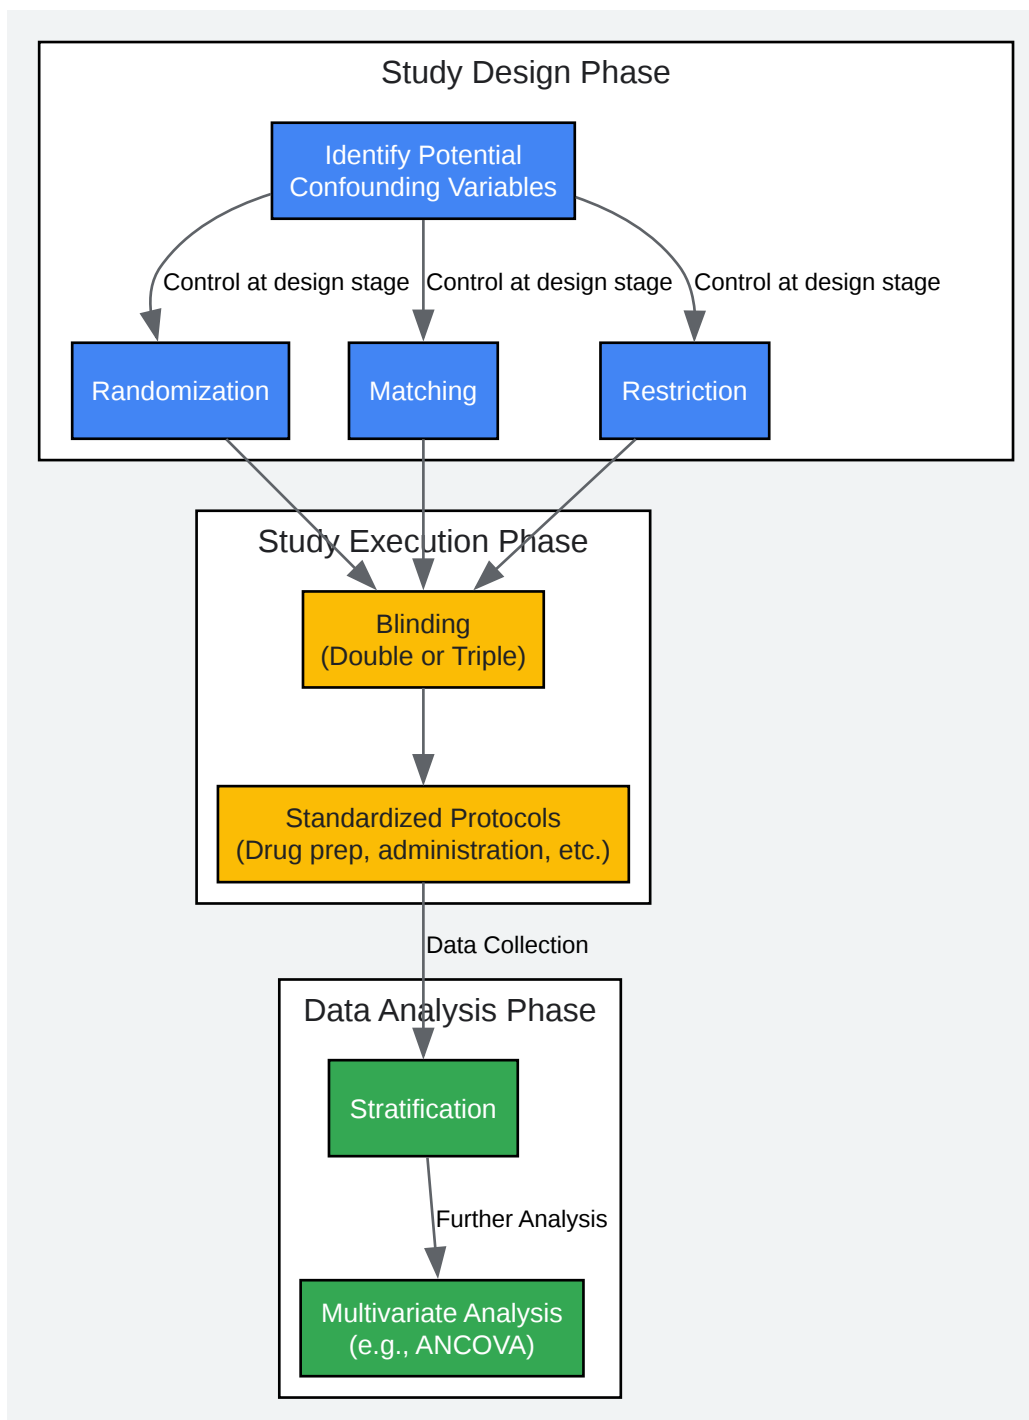 Study Design Phase
Identify Potential
Confounding Variables
Control at design stage
Control at design stage
Control at design stage
Randomization
Matching
Restriction
Study Execution Phase
Blinding
(Double or Triple)
Standardized Protocols
(Drug prep, administration, etc.)
Data Collection
Data Analysis Phase
Stratification
Further Analysis
Multivariate Analysis
(e.g., ANCOVA)